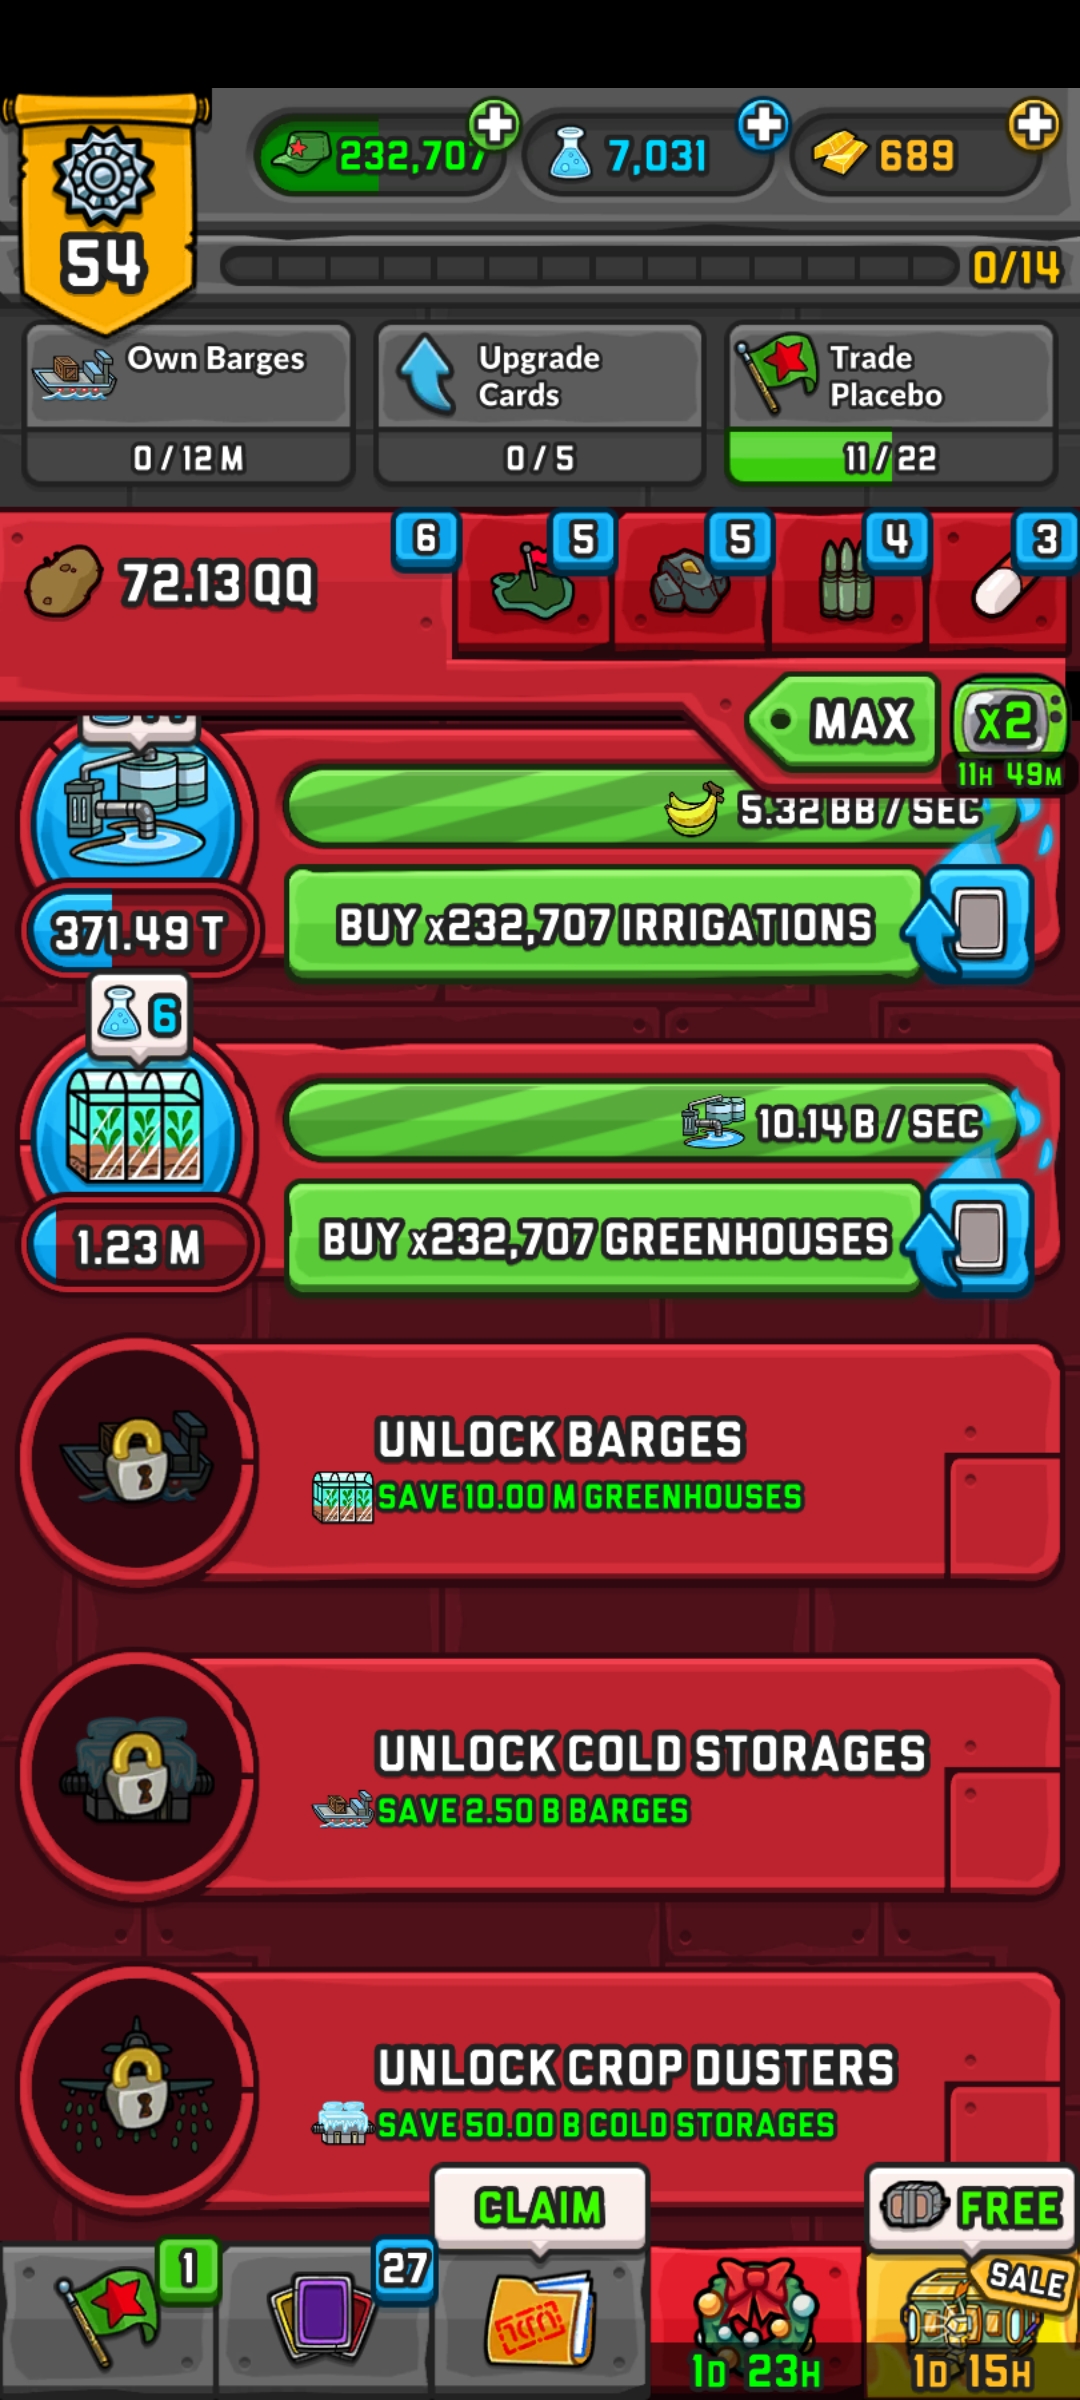 232,707
7,031
689
54
0/14
Own Barges
0 / 12 M
Upgrade
Cards
0 / 5
Trade
Placebo
11 / 22
72.13 QQ
6
5
5
4
3
MAX
x2
11H 49M
5.32 BB / SEC
371.49 T
BUY x232,707 IRRIGATIONS
6
10.14 B / SEC
1.23 M
BUY x232,707 GREENHOUSES
UNLOCK BARGES
SAVE 10.00 M GREENHOUSES
UNLOCK COLD STORAGES
SAVE 2.50 B BARGES
UNLOCK CROP DUSTERS
SAVE 50.00 B COLD STORAGES
CLAIM
FREE
1
27
SALE
1D 23H
1D 15H